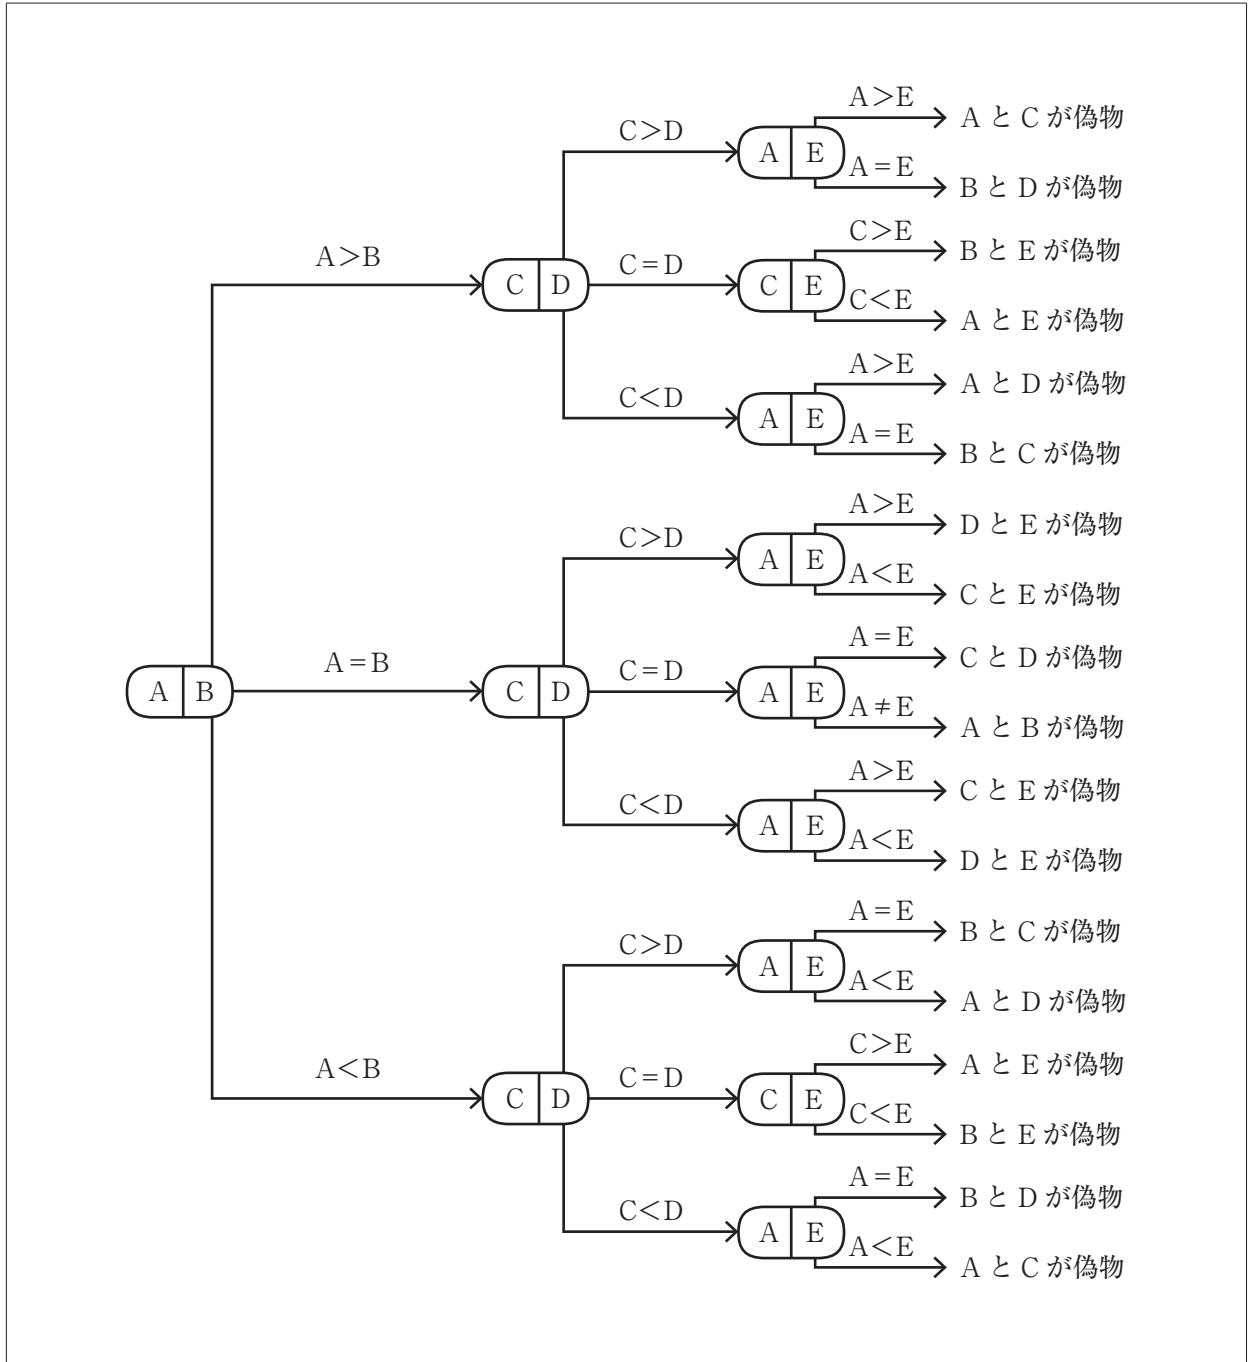 A>E
AとCが偽物
C>D
A E
A=E
BとDが偽物
C>E
BとEが偽物
A>B
C=D
C D
C E
C<E
AとEが偽物
A>E
AとDが偽物
C<D
A E
A=E
BとCが偽物
A>E
DとEが偽物
C>D
A E
A<E
CとEが偽物
A=E
CとDが偽物
A=B
C=D
A B
C D
A E
A≠E
AとBが偽物
A>E
CとEが偽物
C<D
A E
A<E
DとEが偽物
A=E
BとCが偽物
C>D
A E
A<E
AとDが偽物
C>E
AとEが偽物
A<B
C=D
C D
C E
C<E
BとEが偽物
A=E
BとDが偽物
C<D
A E
A<E
AとCが偽物